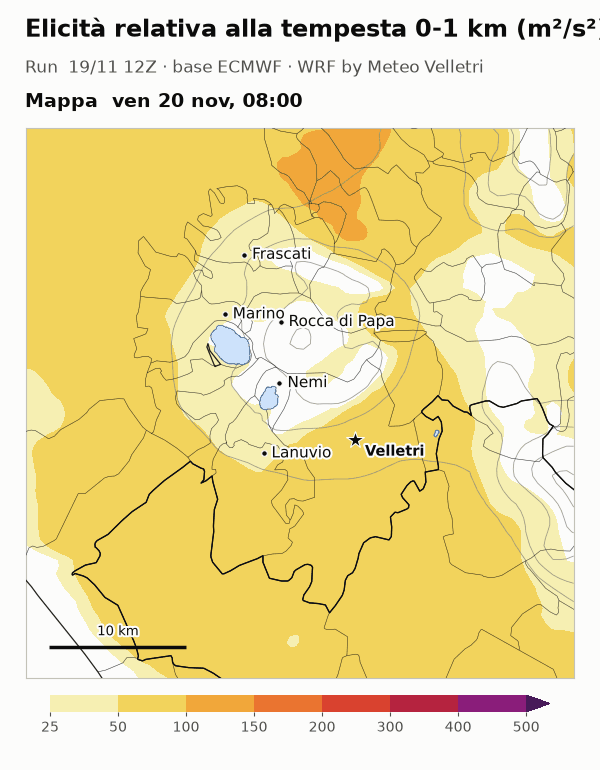 Elicità relativa alla tempesta 0-1 km (m²/s²)
Run  19/11 12Z · base ECMWF · WRF by Meteo Velletri
Mappa  ven 20 nov, 08:00
Frascati
Marino
Rocca di Papa
Nemi
Velletri
Lanuvio
10 km
25 50 100 150 200 300 400 500